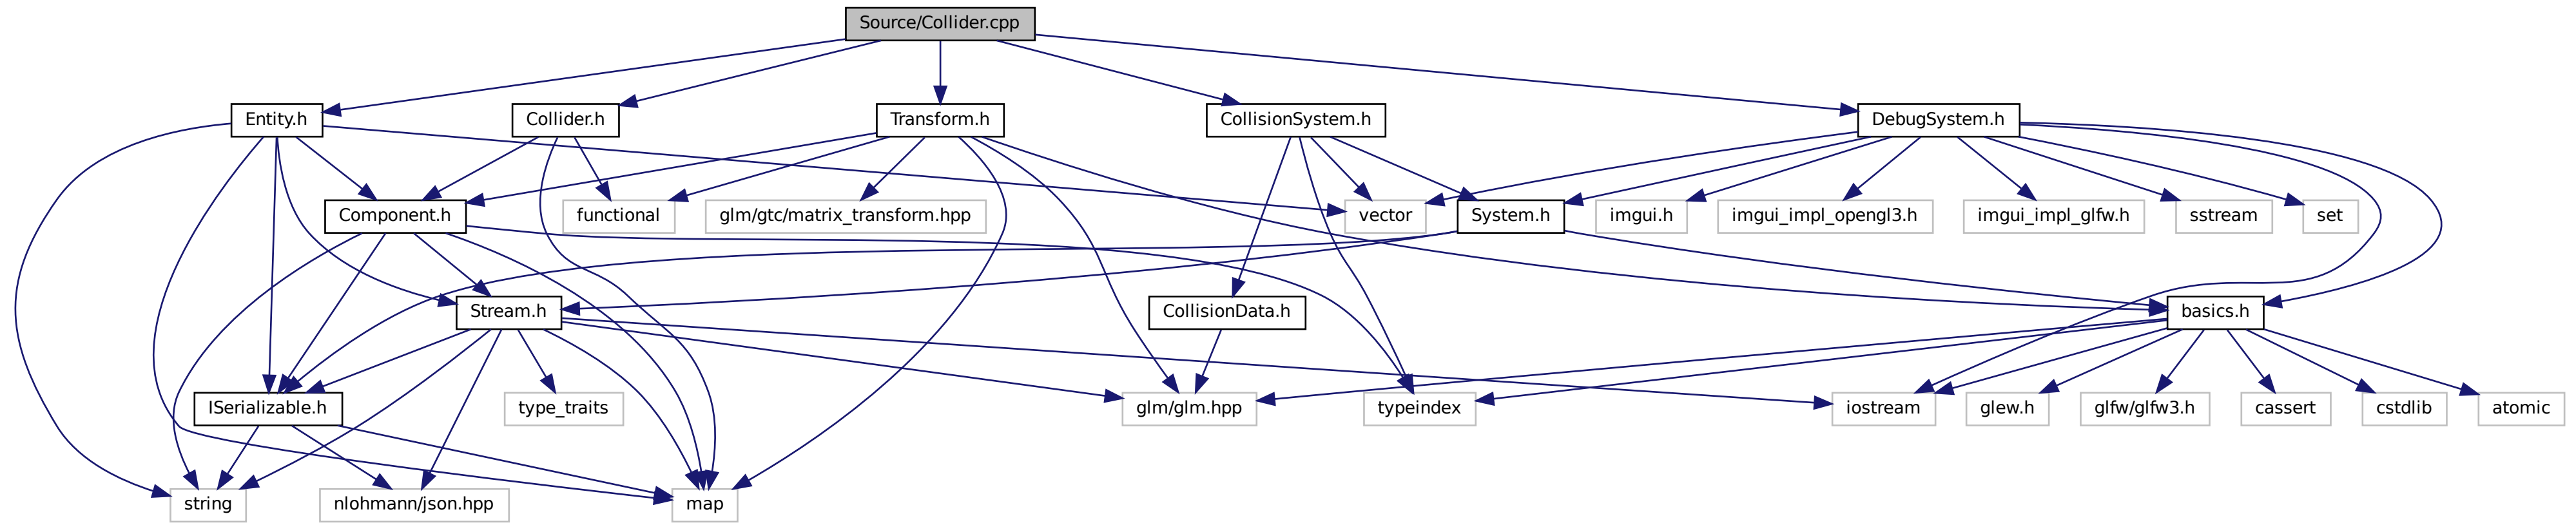 Source/Collider.cpp
Entity.h
Collider.h
Transform.h
CollisionSystem.h
DebugSystem.h
Component.h
functional
glm/gtc/matrix_transform.hpp
vector
System.h
imgui.h
imgui_impl_opengl3.h
imgui_impl_glfw.h
sstream
set
Stream.h
CollisionData.h
basics.h
ISerializable.h
type_traits
glm/glm.hpp
typeindex
iostream
glew.h
glfw/glfw3.h
cassert
cstdlib
atomic
string
nlohmann/json.hpp
map